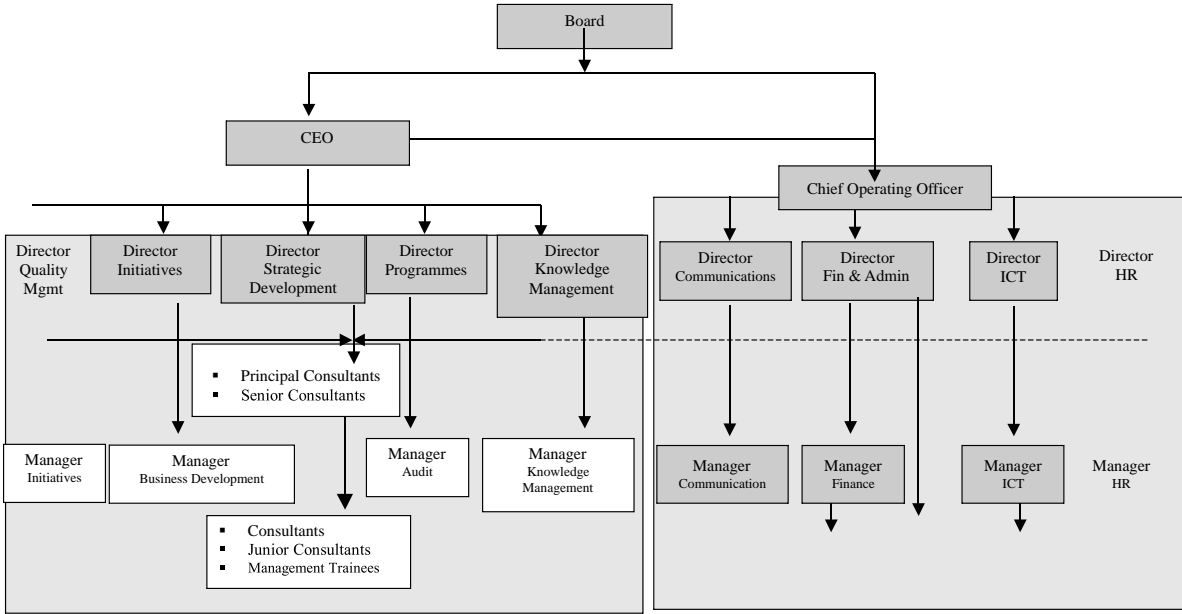 Board
CEO
Chief Operating Officer
Director
Quality
Mgmt
Director
Initiatives
Director
Strategic
Development
Director
Programmes
Director
Knowledge
Management
Director
Communications
Director
Fin & Admin
Director
ICT
Director
HR
▪ Principal Consultants
▪ Senior Consultants
Manager
Initiatives
Manager
Business Development
Manager
Audit
Manager
Knowledge
Management
Manager
Communication
Manager
Finance
Manager
ICT
Manager
HR
▪ Consultants
▪ Junior Consultants
▪ Management Trainees